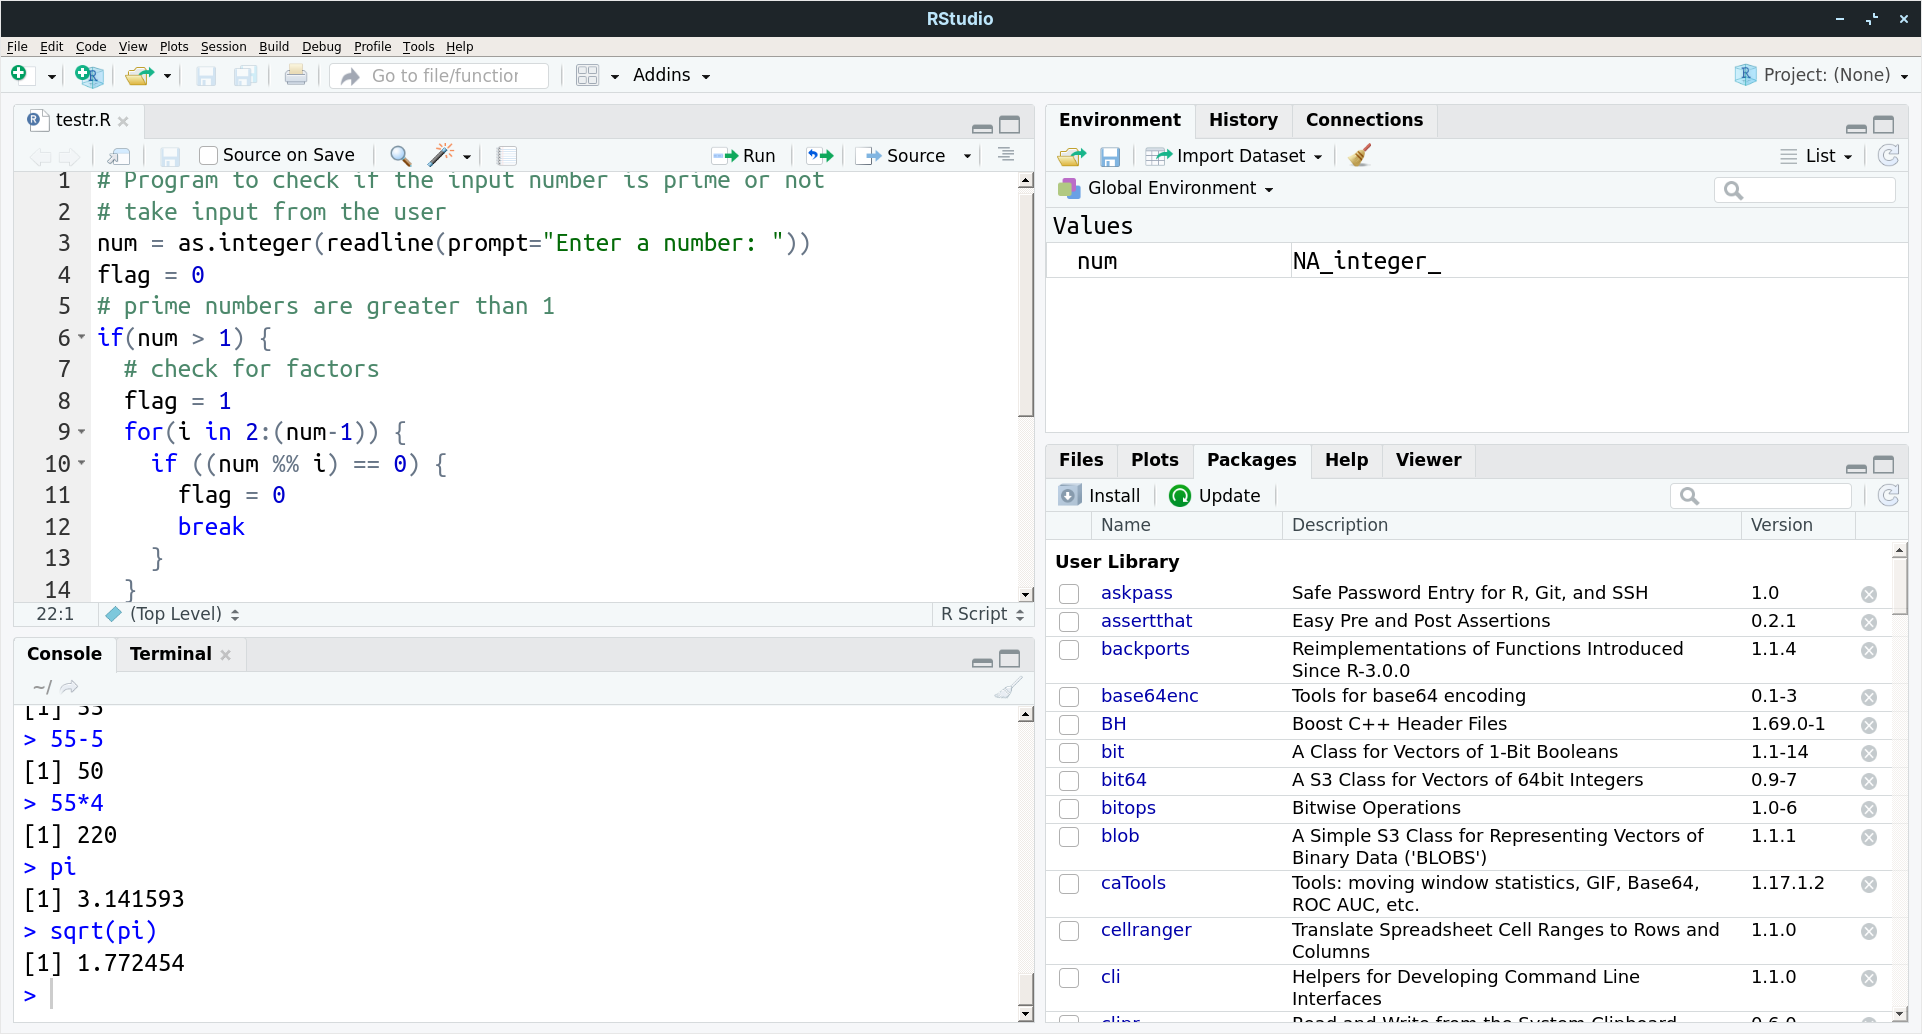 RStudio
File Edit Code View Plots Session Build Debug Profile Tools Help
Go to file/function Addins Project: (None)
testr.R
Source on Save Run Source
1 # Program to check if the input number is prime or not
2 # take input from the user
3 num = as.integer(readline(prompt="Enter a number: "))
4 flag = 0
5 # prime numbers are greater than 1
6 if(num > 1) {
7 # check for factors
8 flag = 1
9 for(i in 2:(num-1)) {
10 if ((num %% i) == 0) {
11 flag = 0
12 break
13 }
14 }
22:1 (Top Level) R Script
Console Terminal
~/
> 55-5
[1] 50
> 55*4
[1] 220
> pi
[1] 3.141593
> sqrt(pi)
[1] 1.772454
>
Environment History Connections
Import Dataset List
Global Environment
Values
num NA_integer_
Files Plots Packages Help Viewer
Install Update
Name Description Version
User Library
askpass Safe Password Entry for R, Git, and SSH 1.0
assertthat Easy Pre and Post Assertions 0.2.1
backports Reimplementations of Functions Introduced 1.1.4
Since R-3.0.0
base64enc Tools for base64 encoding 0.1-3
BH Boost C++ Header Files 1.69.0-1
bit A Class for Vectors of 1-Bit Booleans 1.1-14
bit64 A S3 Class for Vectors of 64bit Integers 0.9-7
bitops Bitwise Operations 1.0-6
blob A Simple S3 Class for Representing Vectors of 1.1.1
Binary Data ('BLOBS')
caTools Tools: moving window statistics, GIF, Base64, 1.17.1.2
ROC AUC, etc.
cellranger Translate Spreadsheet Cell Ranges to Rows and 1.1.0
Columns
cli Helpers for Developing Command Line 1.1.0
Interfaces